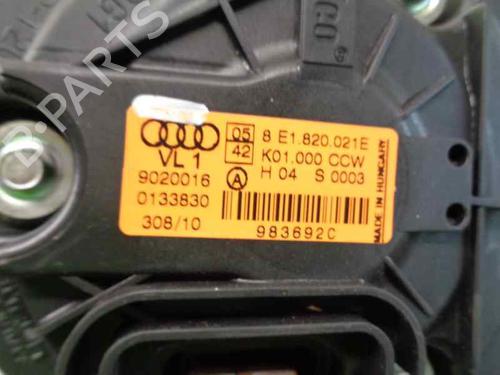 B-PARTS
VL 1
05
42
8 E1.820.021E
K01.000 CCW
9020016
A
H 04 S 0003
0133830
308/10
983692C
MADE IN HUNGARY